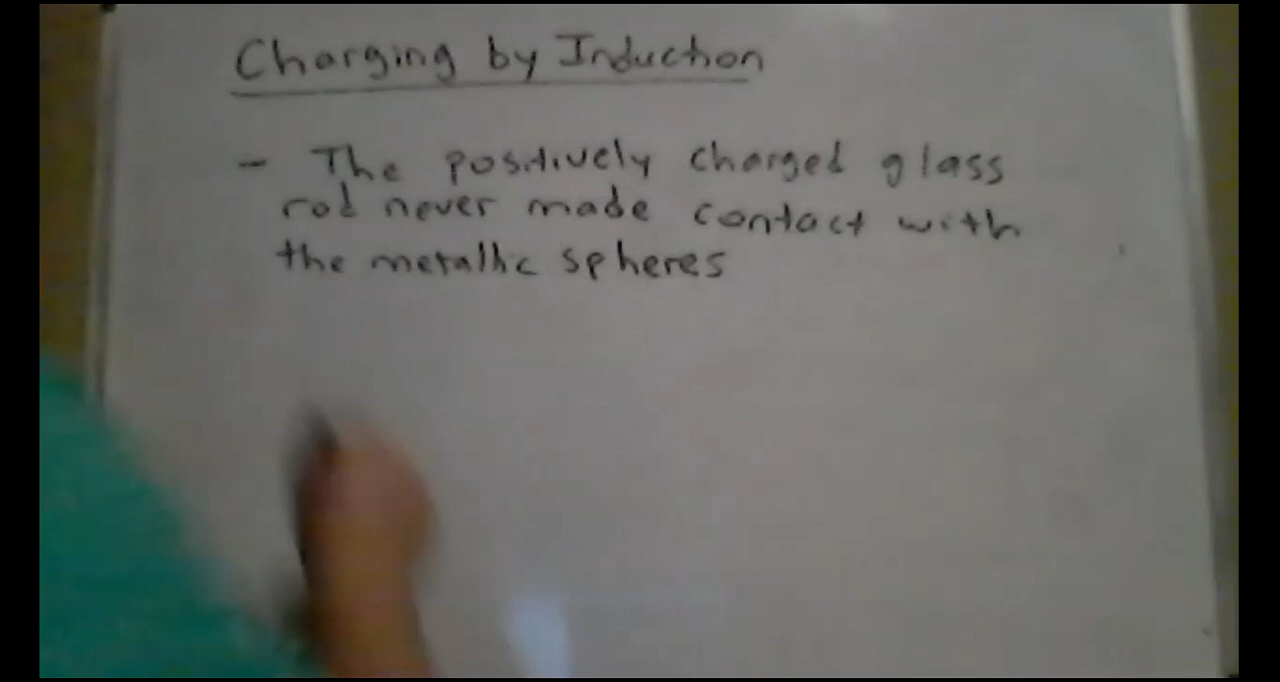 Charging by Induction
- The positively charged glass
rod never made contact with
the metallic spheres